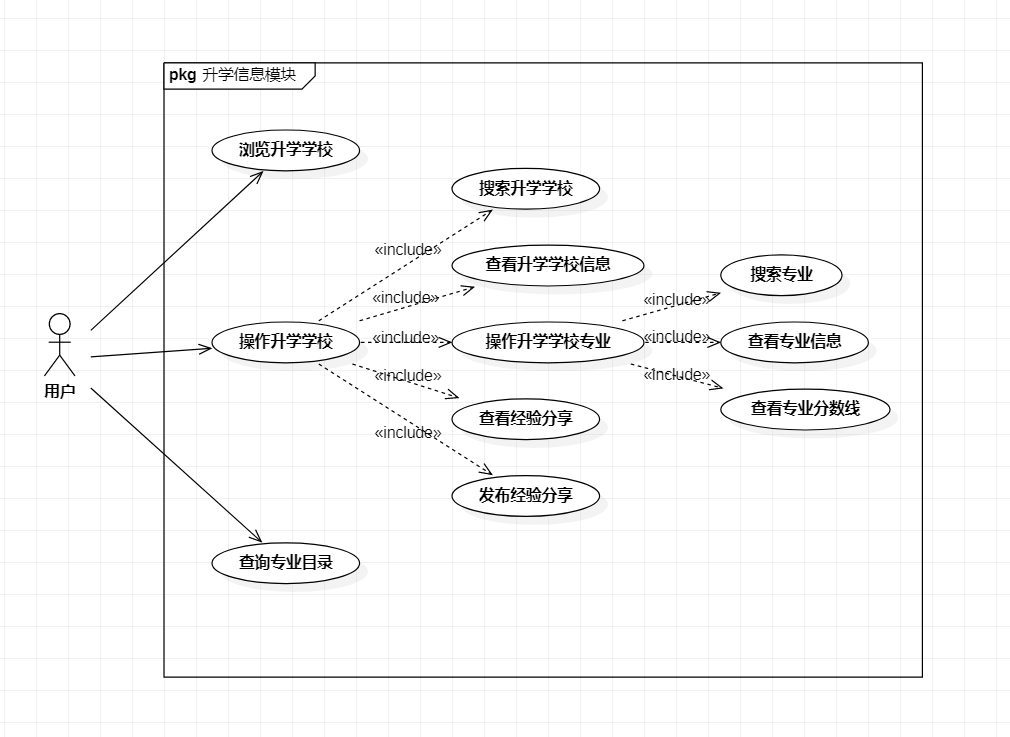 pkg 升学信息模块
浏览升学学校
搜索升学学校
«include»
查看升学学校信息
«include»
搜索专业
«include»
用户
操作升学学校
«include»
操作升学学校专业
«include»
查看专业信息
«include»
查看经验分享
«include»
查看专业分数线
«include»
发布经验分享
查询专业目录